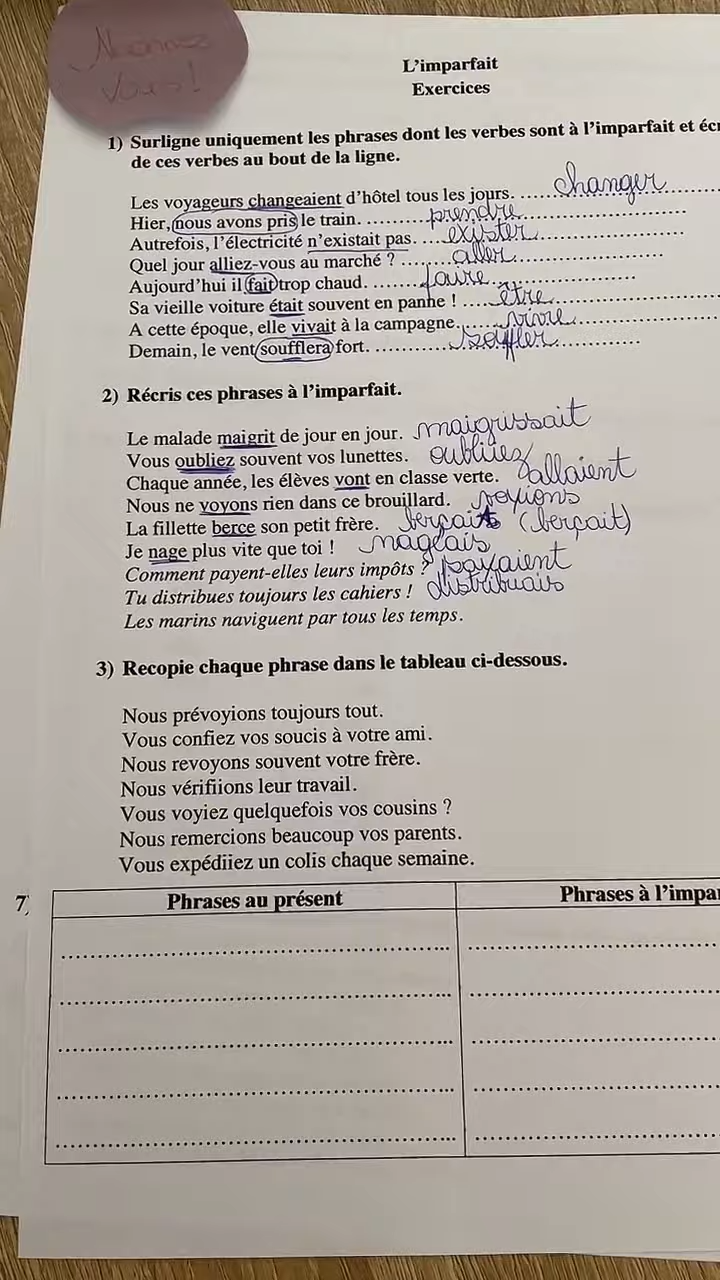 Abonnez
Vous !
L'imparfait
Exercices
1) Surligne uniquement les phrases dont les verbes sont à l'imparfait et écr
de ces verbes au bout de la ligne.
Les voyageurs changeaient d'hôtel tous les jours. changer
Hier, nous avons pris le train. prendre
Autrefois, l'électricité n'existait pas. exister
Quel jour alliez-vous au marché ? aller
Aujourd'hui il fait trop chaud. faire
Sa vieille voiture était souvent en panne ! être
A cette époque, elle vivait à la campagne. vivre
Demain, le vent soufflera fort. souffler
2) Récris ces phrases à l'imparfait.
Le malade maigrit de jour en jour. maigrissait
Vous oubliez souvent vos lunettes. oubliiez
Chaque année, les élèves vont en classe verte. allaient
Nous ne voyons rien dans ce brouillard. voyions
La fillette berce son petit frère. berçait (berçait)
Je nage plus vite que toi ! nageais
Comment payent-elles leurs impôts ? payaient
Tu distribues toujours les cahiers ! distribuais
Les marins naviguent par tous les temps.
3) Recopie chaque phrase dans le tableau ci-dessous.
Nous prévoyions toujours tout.
Vous confiez vos soucis à votre ami.
Nous revoyons souvent votre frère.
Nous vérifiions leur travail.
Vous voyiez quelquefois vos cousins ?
Nous remercions beaucoup vos parents.
Vous expédiiez un colis chaque semaine.
7)
Phrases au présent Phrases à l'impar